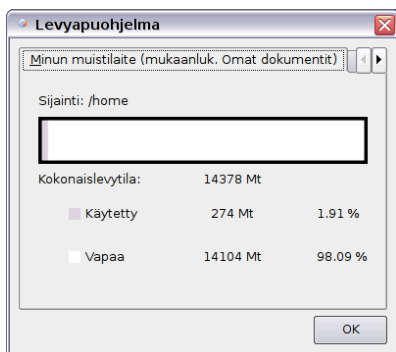 Levyapuohjelma
Minun muistilaite (mukaanluk. Omat dokumentit)
Sijainti: /home
Kokonaislevytila: 14378 Mt
Käytetty 274 Mt 1.91 %
Vapaa 14104 Mt 98.09 %
OK